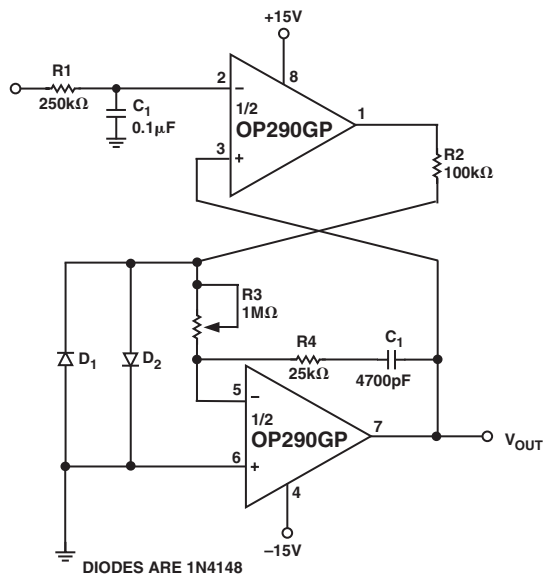 +15V
R1
250kΩ
C1
0.1μF
2
–
8
1/2
OP290GP
1
3
+
R2
100kΩ
R3
1MΩ
D1
D2
R4
25kΩ
C1
4700pF
5
–
1/2
OP290GP
7
6
+
4
VOUT
–15V
DIODES ARE 1N4148